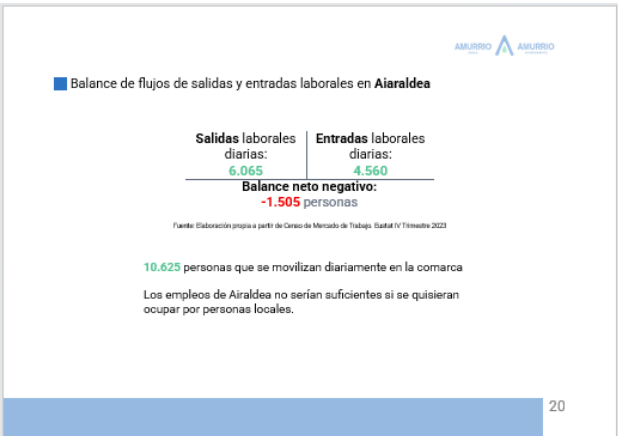 AMURRIO AMURRIO
Balance de flujos de salidas y entradas laborales en Aiaraldea
Salidas laborales diarias:
6.065
Entradas laborales diarias:
4.560
Balance neto negativo:
-1.505 personas
Fuente: Elaboración propia a partir de Censo de Mercado de Trabajo. Eustat IV Trimestre 2023
10.625 personas que se movilizan diariamente en la comarca
Los empleos de Airaldea no serían suficientes si se quisieran
ocupar por personas locales.
20